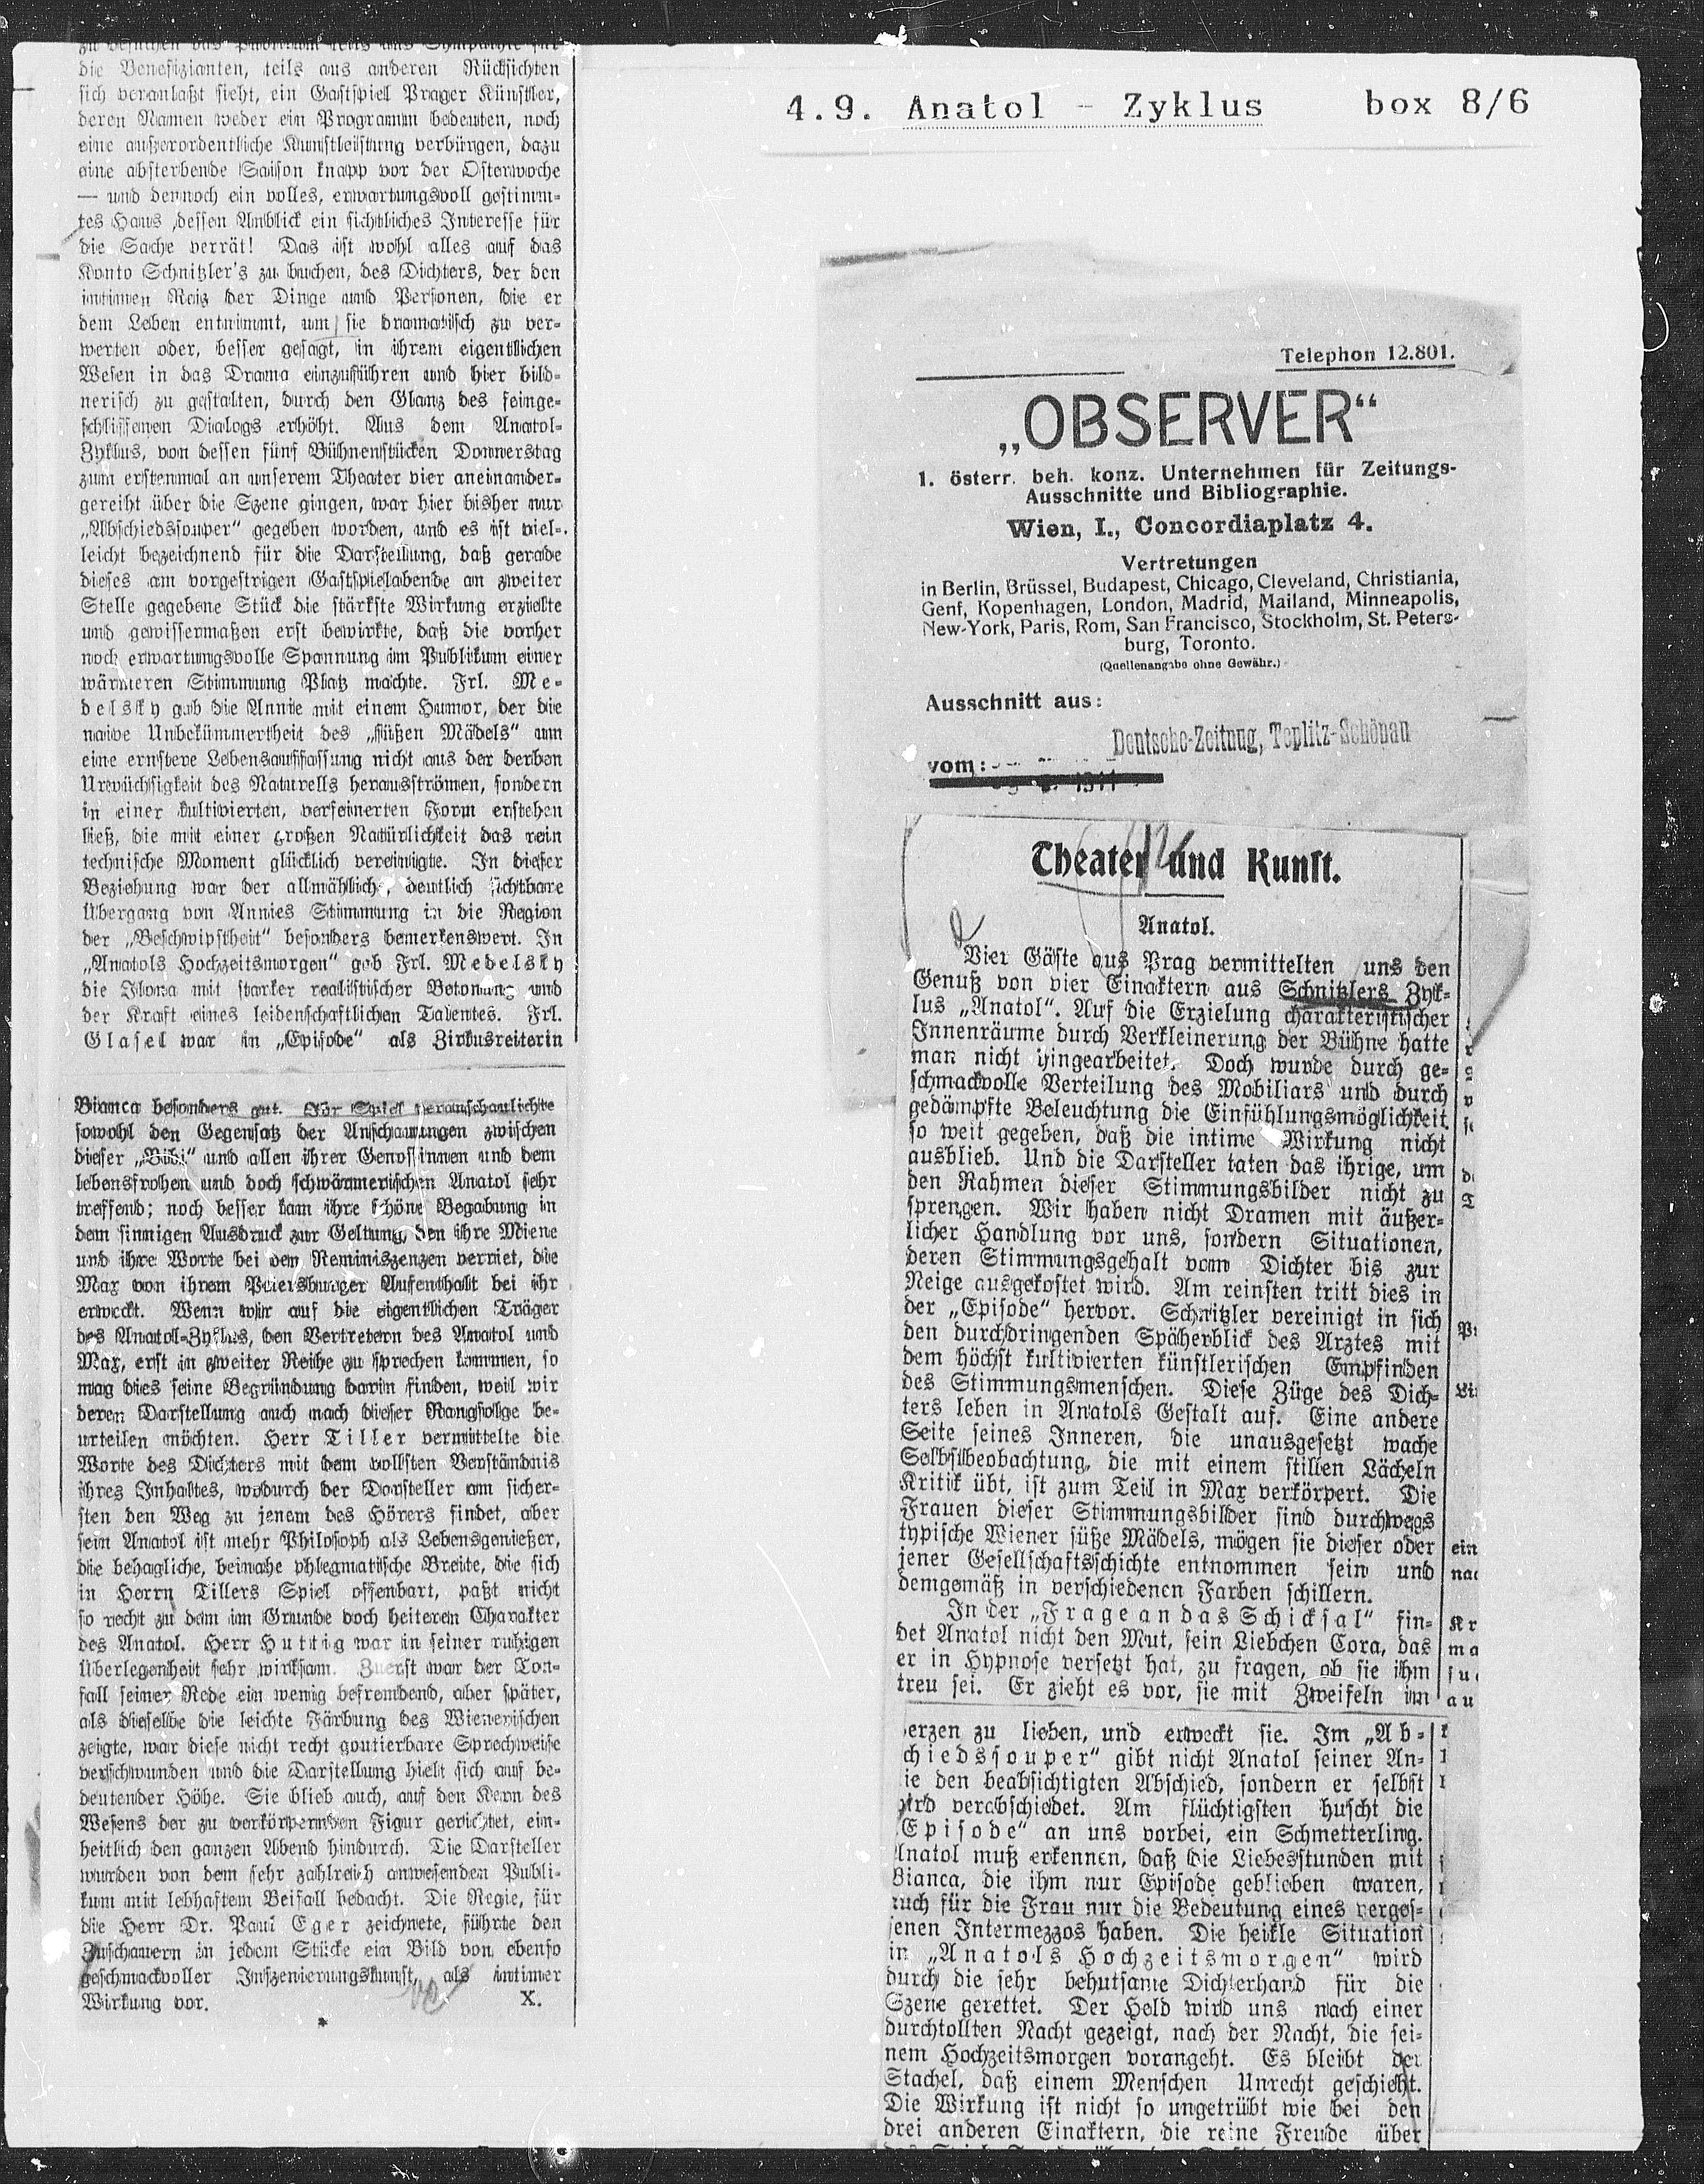 zu besuchen das Publikum teils aus Sympathie für
die Benefizianten, teils aus anderen Rücksichten
sich veranlaßt sieht, ein Gastspiel Prager Künstler,
deren Namen weder ein Programm bedeuten, noch
eine außerordentliche Kunstleistung verbürgen, dazu
eine absterbende Saison knapp vor der Osterwoche
— und dennoch ein volles, erwartungsvoll gestimm-
tes Haus, dessen Anblick ein sichtliches Interesse für
die Sache verrät! Das ist wohl alles auf das
Konto Schnitzler's zu buchen, des Dichters, der den
intimen Reiz der Dinge und Personen, die er
dem Leben entnimmt, um sie dramatisch zu ver-
werten oder, besser gesagt, in ihrem eigentlichen
Wesen in das Drama einzuführen und hier bild-
nerisch zu gestalten, durch den Glanz des feinge-
schliffenen Dialogs erhöht. Aus dem Anatol-
Zyklus, von dessen fünf Bühnenstücken Donnerstag
zum erstenmal an unserem Theater vier aneinander-
gereiht über die Szene gingen, war hier bisher nur
„Abschiedssouper“ gegeben worden, und es ist viel-
leicht bezeichnend für die Darstellung, daß gerade
dieses am vorgestrigen Gastspielabende an zweiter
Stelle gegebene Stück die stärkste Wirkung erzielte
und gewissermaßen erst bewirkte, daß die vorher
noch erwartungsvolle Spannung im Publikum einer
wärmeren Stimmung Platz machte. Frl. Me-
delsky gab die Annie mit einem Humor, der die
naive Unbekümmertheit des „süßen Mädels“ um
eine ernstere Lebensauffassung nicht aus der derben
Urwüchsigkeit des Naturells herausströmen, sondern
in einer kultivierten, verfeinerten Form erstehen
ließ, die mit einer großen Natürlichkeit das rein
technische Moment glücklich vereinigte. In dieser
Beziehung war der allmähliche, deutlich sichtbare
Übergang von Annies Stimmung in die Region
der „Beschwipstheit“ besonders bemerkenswert. In
„Anatols Hochzeitsmorgen“ gab Frl. Medelsky
die Ilona mit starker realistischer Betonung und
der Kraft eines leidenschaftlichen Talentes. Frl.
Glasel war in „Episode“ als Zirkusreiterin
Bianca besonders gut. Ihr Spiel veranschaulichte
sowohl den Gegensatz der Anschauungen zwischen
dieser „Bibi“ und allen ihrer Genossinnen und dem
lebensfrohen und doch schwärmerischen Anatol sehr
treffend; noch besser kam ihre schöne Begabung in
dem sinnigen Ausdruck zur Geltung, den ihre Miene
und ihre Worte bei den Reminiszenzen verriet, die
Max von ihrem Petersburger Aufenthalt bei ihr
erweckt. Wenn wir auf die eigentlichen Träger
des Anatol-Zyklus, den Vertretern des Anatol und
Max, erst in zweiter Reihe zu sprechen kommen, so
mag dies seine Begründung darin finden, weil wir
deren Darstellung auch nach dieser Rangfolge be-
urteilen möchten. Herr Tiller vermittelte die
Worte des Dichters mit dem vollsten Verständnis
ihres Inhaltes, wodurch der Darsteller am sicher-
sten den Weg zu jenem des Hörers findet, aber
sein Anatol ist mehr Philosoph als Lebensgenießer,
die behagliche, beinahe phlegmatische Breite, die sich
in Herrn Tillers Spiel offenbart, paßt nicht
so recht zu dem im Grunde doch heiterem Charakter
des Anatol. Herr Huttig war in seiner ruhigen
Überlegenheit sehr wirksam. Zuerst war der Ton-
fall seiner Rede ein wenig befremdend, aber später,
als dieselbe die leichte Färbung des Wienerischen
zeigte, war diese nicht recht goutierbare Sprechweise
verschwunden und die Darstellung hielt sich auf be-
deutender Höhe. Sie blieb auch, auf den Kern des
Wesens der zu verkörpernden Figur gerichtet, ein-
heitlich den ganzen Abend hindurch. Die Darsteller
wurden von dem sehr zahlreich anwesenden Publi-
kum mit lebhaftem Beifall bedacht. Die Regie, für
die Herr Dr. Paul Eger zeichnete, führte den
Zuschauern in jedem Stücke ein Bild von ebenso
geschmackvoller Inszenierungskunst, als intimer
Wirkung vor. X.
4.9. Anatol - Zyklus box 8/6
Telephon 12.801.
„OBSERVER“
1. österr. beh. konz. Unternehmen für Zeitungs-
Ausschnitte und Bibliographie.
Wien, I., Concordiaplatz 4.
Vertretungen
in Berlin, Brüssel, Budapest, Chicago, Cleveland, Christiania,
Genf, Kopenhagen, London, Madrid, Mailand, Minneapolis,
New-York, Paris, Rom, San Francisco, Stockholm, St. Peters-
burg, Toronto.
(Quellenangabe ohne Gewähr.)
Ausschnitt aus:
Deutsche-Zeitung, Teplitz-Schönau
vom:
1911
Theater und Kunst.
Anatol.
Vier Gäste aus Prag vermittelten uns den
Genuß von vier Einaktern aus Schnitzlers Zyk-
lus „Anatol“. Auf die Erzielung charakteristischer
Innenräume durch Verkleinerung der Bühne hatte
man nicht hingearbeitet. Doch wurde durch ge-
schmackvolle Verteilung des Mobiliars und durch
gedämpfte Beleuchtung die Einfühlungsmöglichkeit
so weit gegeben, daß die intime Wirkung nicht
ausblieb. Und die Darsteller taten das ihrige, um
den Rahmen dieser Stimmungsbilder nicht zu
sprengen. Wir haben nicht Dramen mit äußer-
licher Handlung vor uns, sondern Situationen,
deren Stimmungsgehalt vom Dichter bis zur
Neige ausgekostet wird. Am reinsten tritt dies in
der „Episode“ hervor. Schnitzler vereinigt in sich
den durchdringenden Späherblick des Arztes mit
dem höchst kultivierten künstlerischen Empfinden
des Stimmungsmenschen. Diese Züge des Dich-
ters leben in Anatols Gestalt auf. Eine andere
Seite seines Inneren, die unausgesetzt wache
Selbstbeobachtung, die mit einem stillen Lächeln
Kritik übt, ist zum Teil in Max verkörpert. Die
Frauen dieser Stimmungsbilder sind durchwegs
typische Wiener süße Mädels, mögen sie dieser oder
jener Gesellschaftsschichte entnommen sein und
demgemäß in verschiedenen Farben schillern.
In der „Frage an das Schicksal“ fin-
det Anatol nicht den Mut, sein Liebchen Cora, das
er in Hypnose versetzt hat, zu fragen, ob sie ihm
treu sei. Er zieht es vor, sie mit Zweifeln im
erzen zu lieben, und erweckt sie. Im „Ab-
chiedssouper“ gibt nicht Anatol seiner An-
ie den beabsichtigten Abschied, sondern er selbst
ird verabschiedet. Am flüchtigsten huscht die
„Episode“ an uns vorbei, ein Schmetterling.
Anatol muß erkennen, daß die Liebesstunden mit
Bianca, die ihm nur Episode geblieben waren,
auch für die Frau nur die Bedeutung eines verges-
senen Intermezzos haben. Die heikle Situation
in „Anatols Hochzeitsmorgen“ wird
durch die sehr behutsame Dichterhand für die
Szene gerettet. Der Held wird uns nach einer
durchtollten Nacht gezeigt, nach der Nacht, die sei-
nem Hochzeitsmorgen vorangeht. Es bleibt der
Stachel, daß einem Menschen Unrecht geschieht.
Die Wirkung ist nicht so ungetrübt wie bei den
drei anderen Einaktern, die reine Freude über